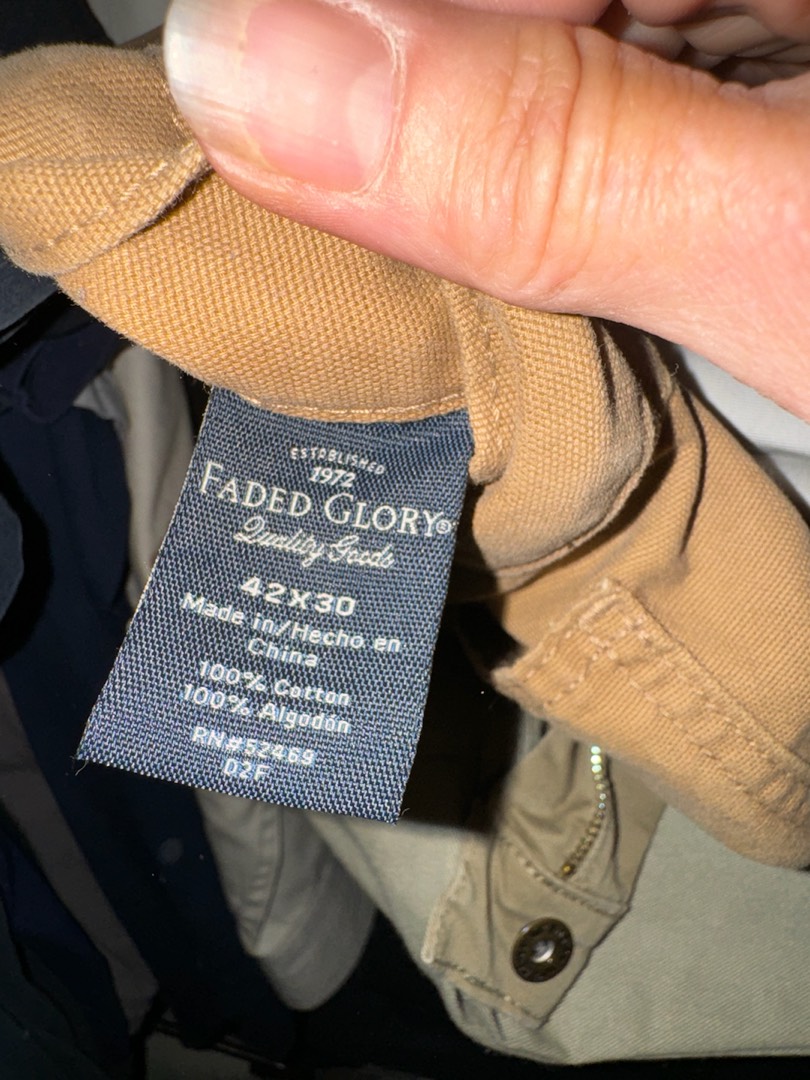 ESTABLISHED
1972
FADED GLORY®
Quality Goods
42X30
Made in/Hecho en
China
100% Cotton
100% Algodón
RN#52469
02F